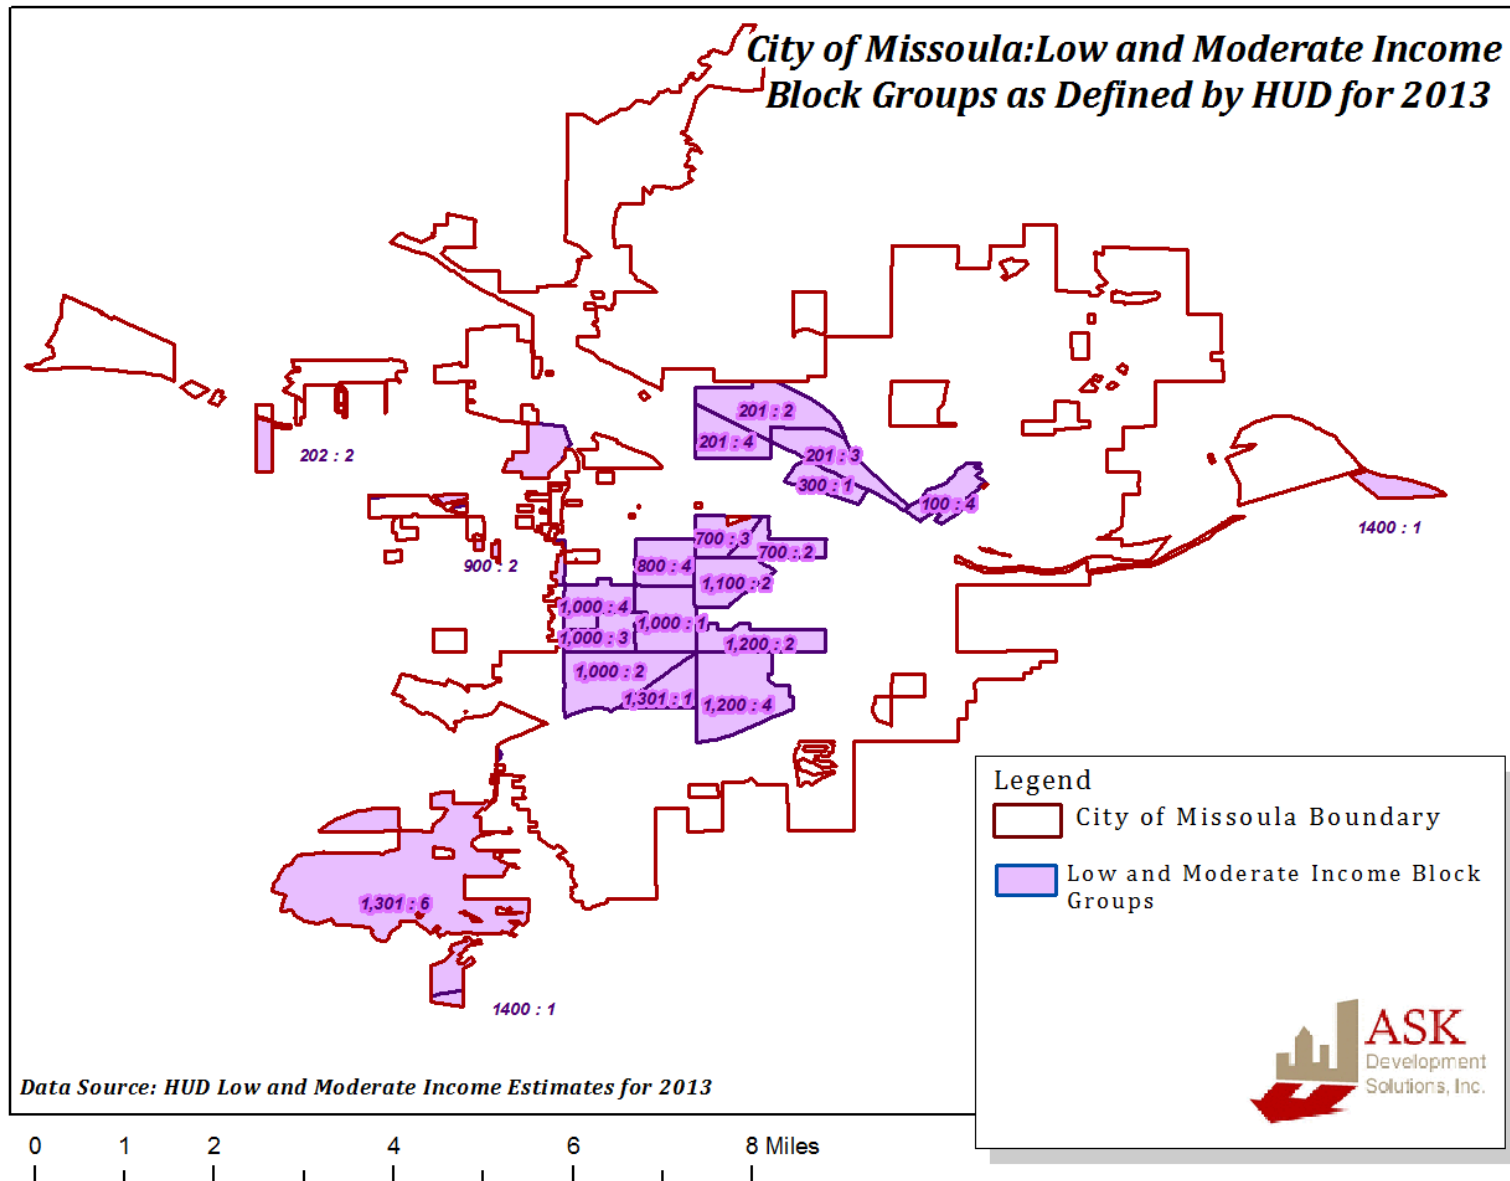 City of Missoula:Low and Moderate Income
Block Groups as Defined by HUD for 2013
201 : 2
201 : 4
201 : 3
202 : 2
300 : 1
100 : 4
1400 : 1
700 : 3
700 : 2
900 : 2
800 : 4
1,100 : 2
1,000 : 4
1,000 : 1
1,000 : 3
1,200 : 2
1,000 : 2
1,301 : 1
1,200 : 4
1,301 : 6
1400 : 1
Legend
City of Missoula Boundary
Low and Moderate Income Block
Groups
ASK
Development
Solutions, Inc.
Data Source: HUD Low and Moderate Income Estimates for 2013
0 1 2 4 6 8 Miles